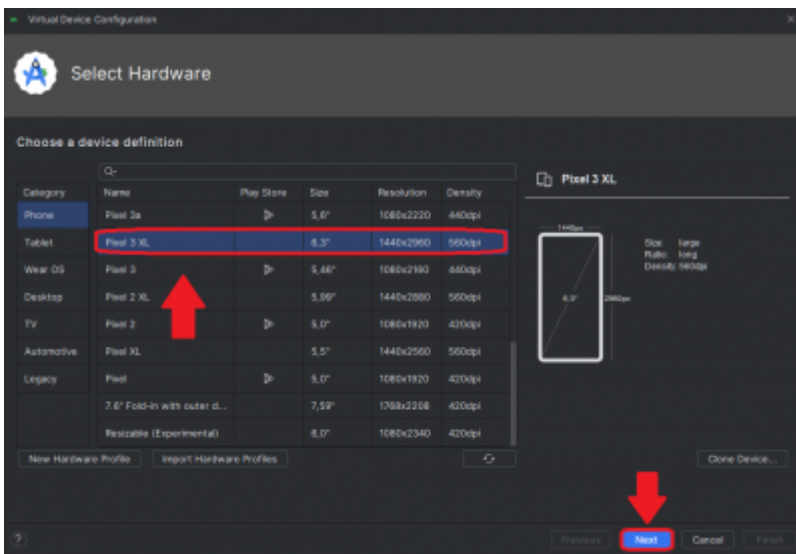 Virtual Device Configuration
Select Hardware
Choose a device definition
Category Name Play Store Size Resolution Density
Phone Pixel 3a 5,6" 1080x2220 440dpi
Tablet Pixel 3 XL 6,3" 1440x2960 560dpi
Wear OS Pixel 3 5,46" 1080x2160 440dpi
Desktop Pixel 2 XL 5,99" 1440x2880 560dpi
TV Pixel 2 5,0" 1080x1920 420dpi
Automotive Pixel XL 5,5" 1440x2560 560dpi
Legacy Pixel 5,0" 1080x1920 420dpi
7.6" Fold-in with outer d...
7,59" 1768x2208 420dpi
Resizable (Experimental) 6,0" 1080x2340 420dpi
New Hardware Profile Import Hardware Profiles
Pixel 3 XL
1440px
6,3" 2960px
Size: large
Ratio: long
Density: 560dpi
Clone Device...
? Previous Next Cancel Finish